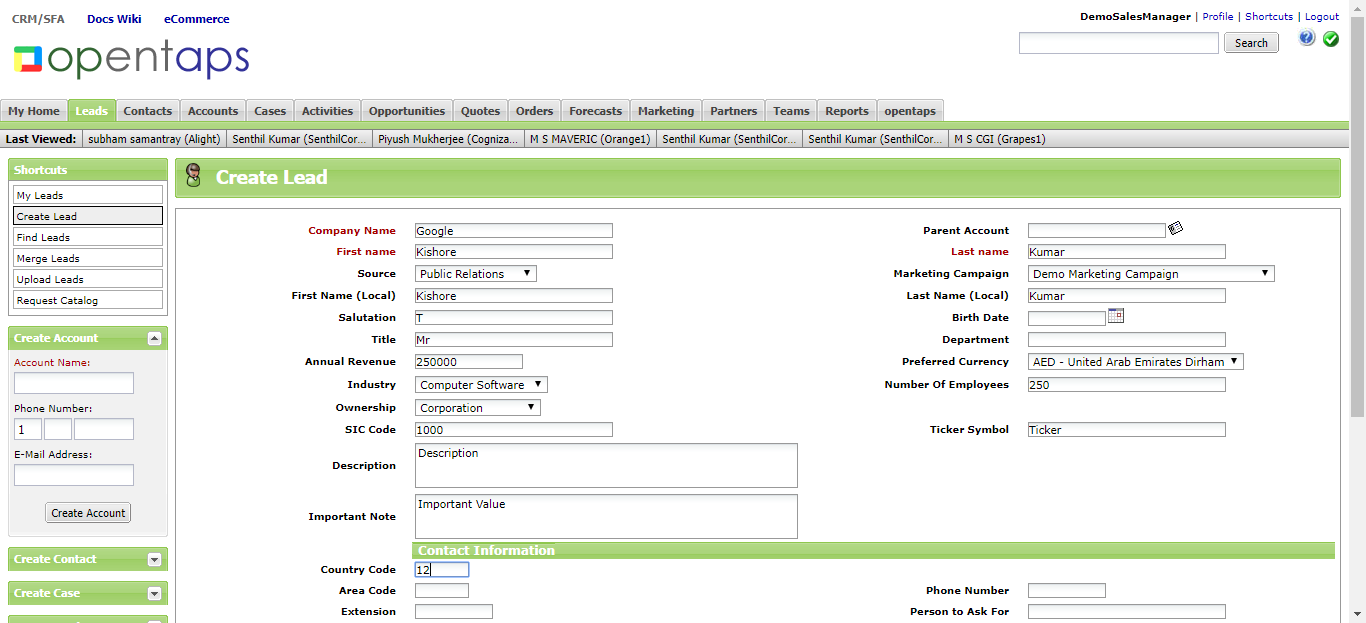 CRM/SFA Docs Wiki eCommerce
DemoSalesManager | Profile | Shortcuts | Logout
opentaps
Search
My Home Leads Contacts Accounts Cases Activities Opportunities Quotes Orders Forecasts Marketing Partners Teams Reports opentaps
Last Viewed: subham samantray (Alight) Senthil Kumar (SenthilCor... Piyush Mukherjee (Cogniza... M S MAVERIC (Orange1) Senthil Kumar (SenthilCor... Senthil Kumar (SenthilCor... M S CGI (Grapes1)
Shortcuts
My Leads
Create Lead
Find Leads
Merge Leads
Upload Leads
Request Catalog
Create Account
Account Name:
Phone Number:
1
E-Mail Address:
Create Account
Create Contact
Create Case
Create Lead
Company Name Google Parent Account
First name Kishore Last name Kumar
Source Public Relations Marketing Campaign Demo Marketing Campaign
First Name (Local) Kishore Last Name (Local) Kumar
Salutation T Birth Date
Title Mr Department
Annual Revenue 250000 Preferred Currency AED - United Arab Emirates Dirham
Industry Computer Software Number Of Employees 250
Ownership Corporation
SIC Code 1000 Ticker Symbol Ticker
Description Description
Important Note Important Value
Contact Information
Country Code 12
Area Code Phone Number
Extension Person to Ask For